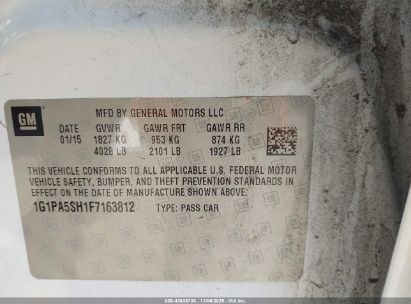 GM
MFD BY GENERAL MOTORS LLC
DATE GVWR GAWR FRT GAWR RR
01/15 1827 KG 953 KG 874 KG
4028 LB 2101 LB 1927 LB
THIS VEHICLE CONFORMS TO ALL APPLICABLE U.S. FEDERAL MOTOR
VEHICLE SAFETY, BUMPER, AND THEFT PREVENTION STANDARDS IN
EFFECT ON THE DATE OF MANUFACTURE SHOWN ABOVE.
1G1PA5SH1F7163812 TYPE: PASS CAR